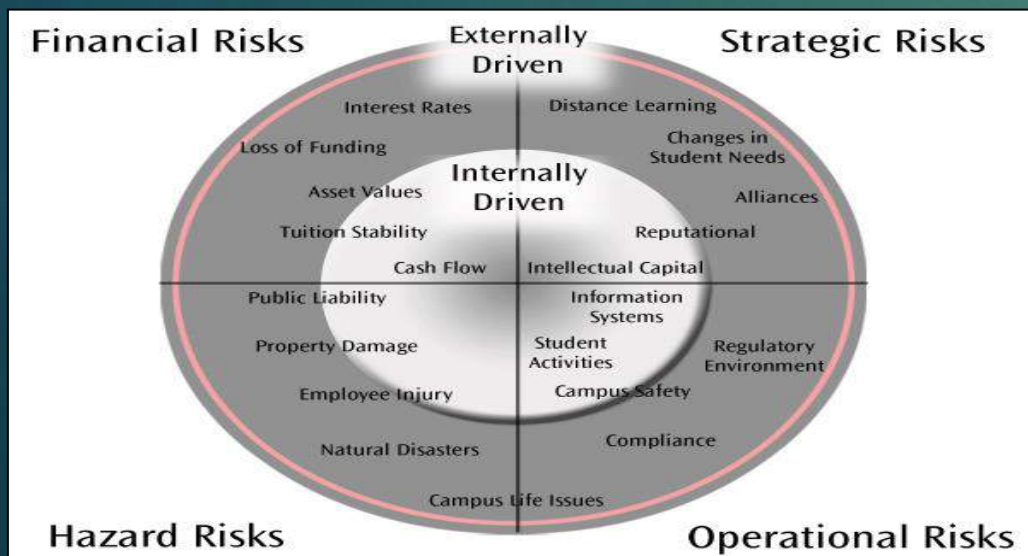 Financial Risks
Externally
Driven
Strategic Risks
Interest Rates
Distance Learning
Loss of Funding
Changes in
Student Needs
Asset Values
Internally
Driven
Alliances
Tuition Stability
Reputational
Cash Flow
Intellectual Capital
Public Liability
Information
Systems
Property Damage
Student
Activities
Regulatory
Environment
Employee Injury
Campus Safety
Natural Disasters
Compliance
Campus Life Issues
Hazard Risks
Operational Risks